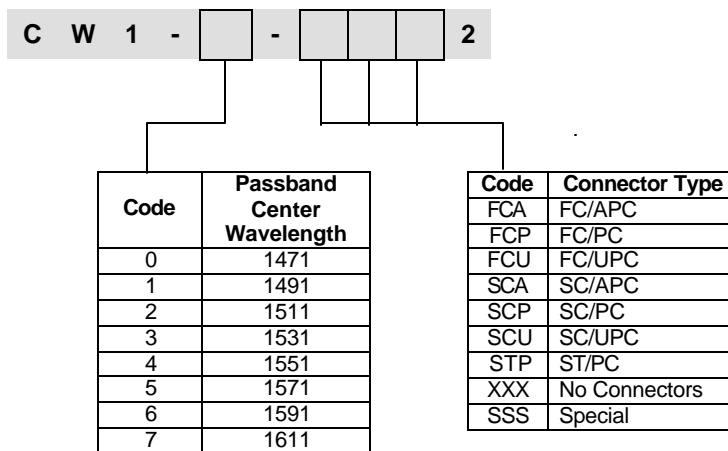 C W 1 - - 2
Code Passband Center Wavelength
0 1471
1 1491
2 1511
3 1531
4 1551
5 1571
6 1591
7 1611
Code Connector Type
FCA FC/APC
FCP FC/PC
FCU FC/UPC
SCA SC/APC
SCP SC/PC
SCU SC/UPC
STP ST/PC
XXX No Connectors
SSS Special